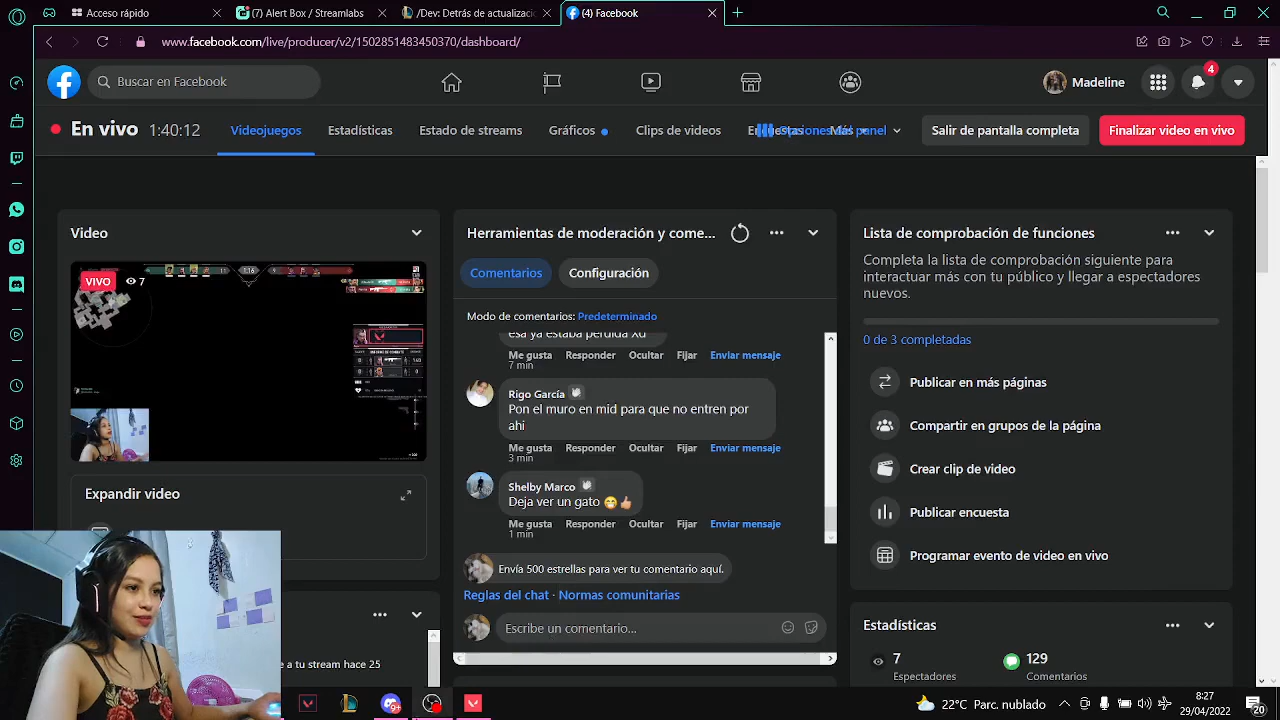 Acceso rápido
(7) Alert Box / Streamlabs
/Dev: Detrás de actualizació
(4) Facebook
www.facebook.com/live/producer/v2/1502851483450370/dashboard/
Buscar en Facebook
Madeline
4
En vivo 1:40:12
Videojuegos
Estadísticas
Estado de streams
Gráficos
Clips de videos
Salir de pantalla completa
Finalizar video en vivo
Video
VIVO
7
11
1:16
9
Expandir video
e a tu stream hace 25
Herramientas de moderación y come...
Comentarios
Configuración
Modo de comentarios: Predeterminado
esa ya estaba perdida xd
Me gusta Responder Ocultar Fijar Enviar mensaje
7 min
Rigo García
Pon el muro en mid para que no entren por
ahi
Me gusta Responder Ocultar Fijar Enviar mensaje
3 min
Shelby Marco
Deja ver un gato 😁👍🏼
Me gusta Responder Ocultar Fijar Enviar mensaje
1 min
Envía 500 estrellas para ver tu comentario aquí.
Reglas del chat · Normas comunitarias
Escribe un comentario...
Lista de comprobación de funciones
Completa la lista de comprobación siguiente para
interactuar más con tu público y llegar a espectadores
nuevos.
0 de 3 completadas
Publicar en más páginas
Compartir en grupos de la página
Crear clip de video
Publicar encuesta
Programar evento de video en vivo
Estadísticas
7
Espectadores
129
Comentarios
9+
22°C Parc. nublado
8:27
29/04/2022
20